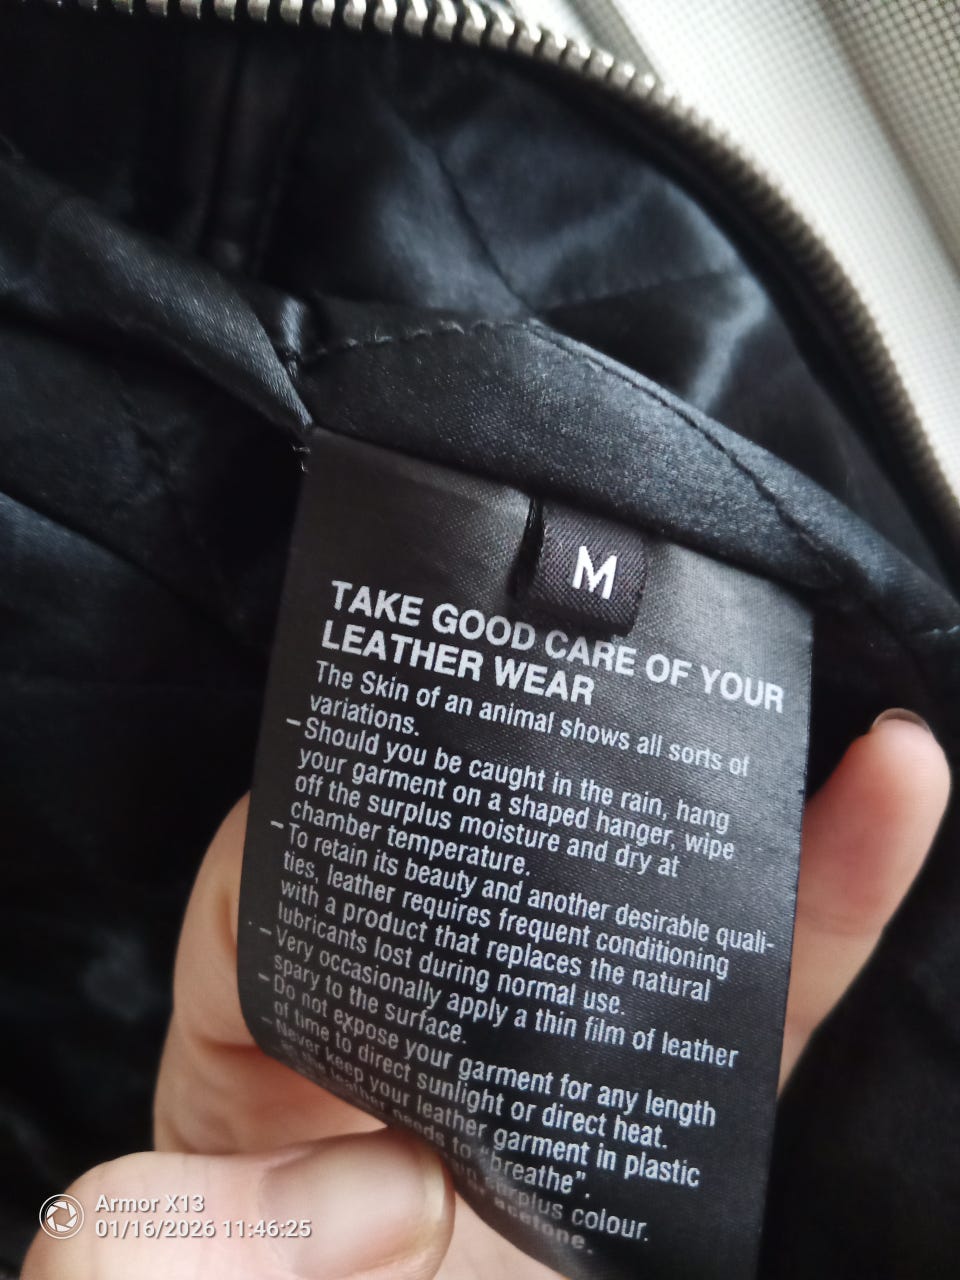 M
TAKE GOOD CARE OF YOUR
LEATHER WEAR
The Skin of an animal shows all sorts of
variations.
– Should you be caught in the rain, hang
your garment on a shaped hanger, wipe
off the surplus moisture and dry at
chamber temperature.
– To retain its beauty and another desirable quali-
ties, leather requires frequent conditioning
with a product that replaces the natural
lubricants lost during normal use.
– Very occasionally apply a thin film of leather
spary to the surface.
– Do not expose your garment for any length
of time to direct sunlight or direct heat.
– Never keep your leather garment in plastic
leather needs to "breathe".
surplus colour.
acetone.
Armor X13
01/16/2026 11:46:25